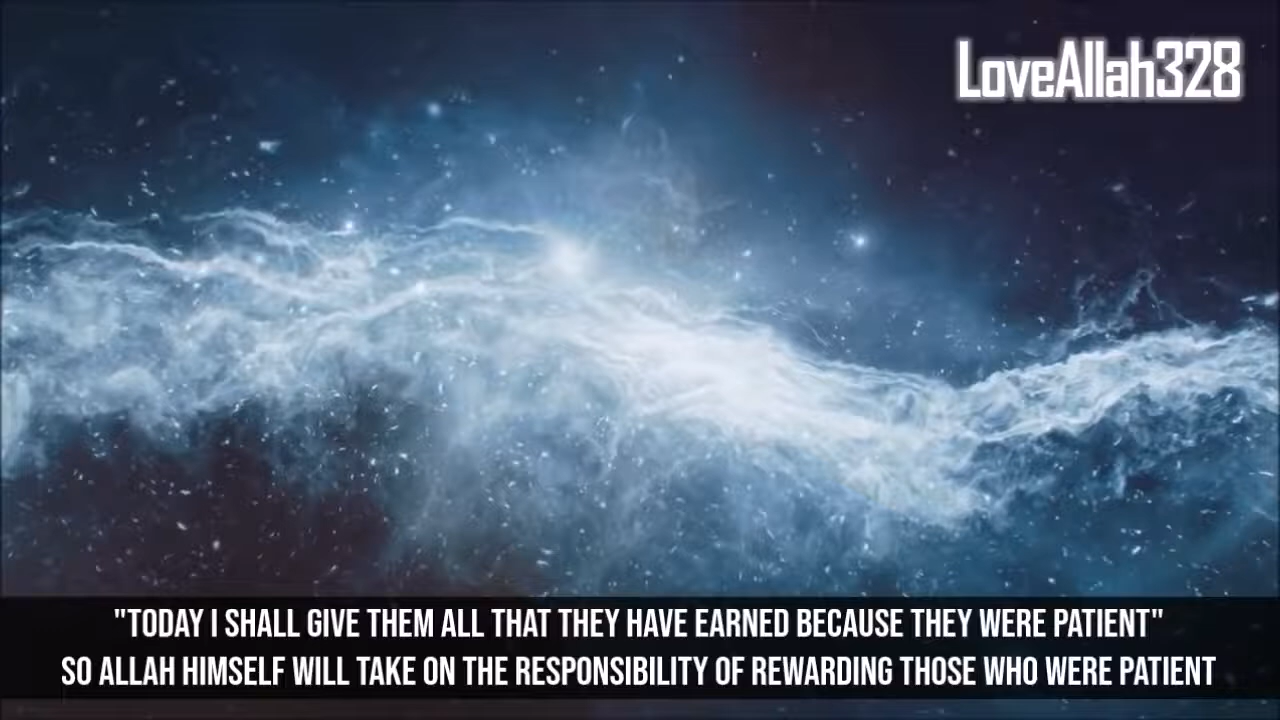 LoveAllah328
"TODAY I SHALL GIVE THEM ALL THAT THEY HAVE EARNED BECAUSE THEY WERE PATIENT"
SO ALLAH HIMSELF WILL TAKE ON THE RESPONSIBILITY OF REWARDING THOSE WHO WERE PATIENT